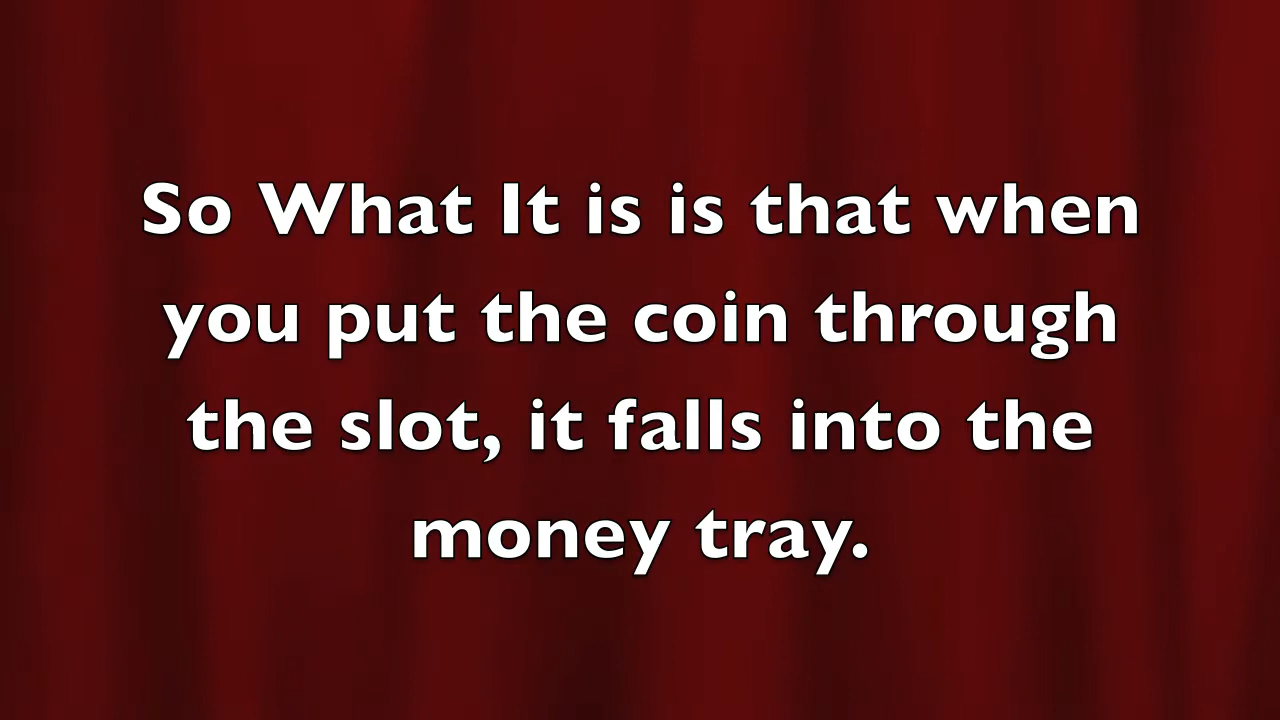 So What It is is that when
you put the coin through
the slot, it falls into the
money tray.